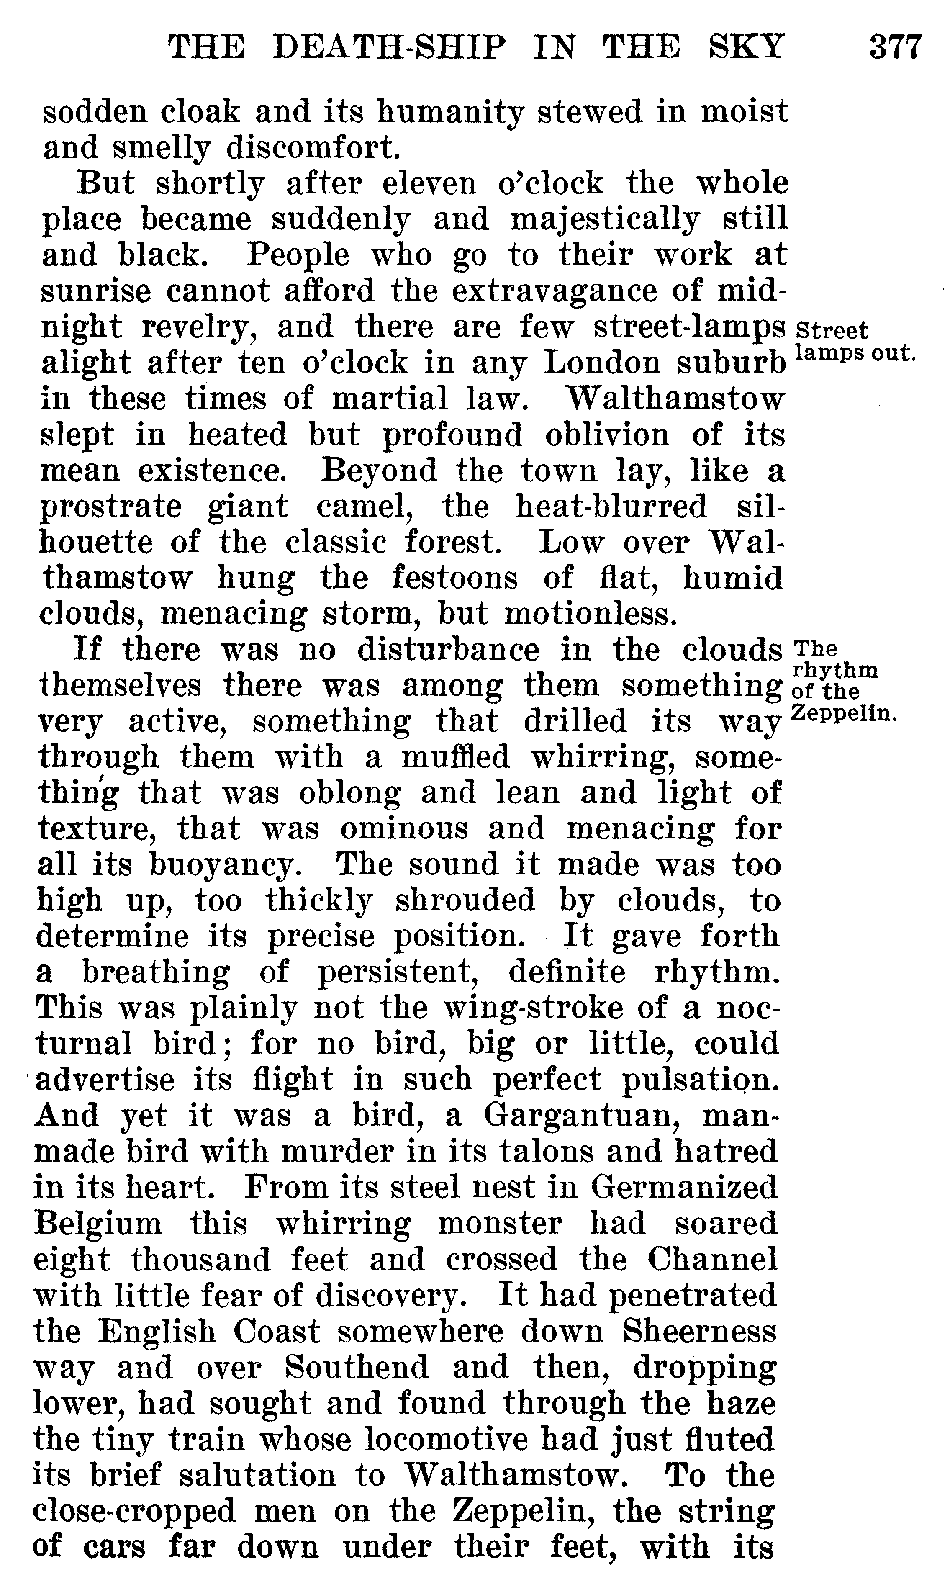 THE DEATH-SHIP IN THE SKY 377
sodden cloak and its humanity stewed in moist
and smelly discomfort.
But shortly after eleven o'clock the whole
place became suddenly and majestically still
and black. People who go to their work at
sunrise cannot afford the extravagance of mid-
night revelry, and there are few street-lamps
alight after ten o'clock in any London suburb
in these times of martial law. Walthamstow
slept in heated but profound oblivion of its
mean existence. Beyond the town lay, like a
prostrate giant camel, the heat-blurred sil-
houette of the classic forest. Low over Wal-
thamstow hung the festoons of flat, humid
clouds, menacing storm, but motionless.
Street
lamps out.
If there was no disturbance in the clouds
themselves there was among them something
very active, something that drilled its way
through them with a muffled whirring, some-
thing that was oblong and lean and light of
texture, that was ominous and menacing for
all its buoyancy. The sound it made was too
high up, too thickly shrouded by clouds, to
determine its precise position. It gave forth
a breathing of persistent, definite rhythm.
This was plainly not the wing-stroke of a noc-
turnal bird; for no bird, big or little, could
advertise its flight in such perfect pulsation.
And yet it was a bird, a Gargantuan, man-
made bird with murder in its talons and hatred
in its heart. From its steel nest in Germanized
Belgium this whirring monster had soared
eight thousand feet and crossed the Channel
with little fear of discovery. It had penetrated
the English Coast somewhere down Sheerness
way and over Southend and then, dropping
lower, had sought and found through the haze
the tiny train whose locomotive had just fluted
its brief salutation to Walthamstow. To the
close-cropped men on the Zeppelin, the string
of cars far down under their feet, with its
The
rhythm
of the
Zeppelin.